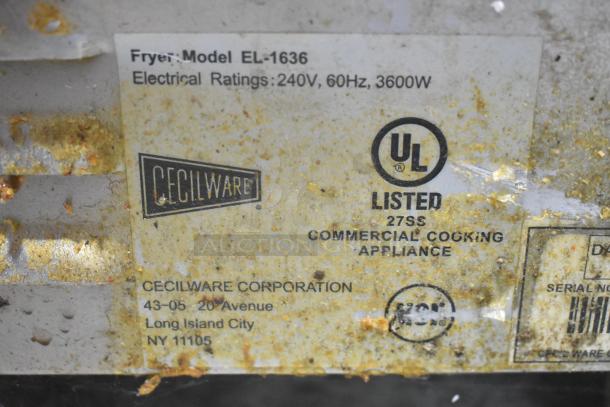 Fryer:Model EL-1636
Electrical Ratings:240V, 60Hz, 3600W
CECILWARE
UL
LISTED
27SS
COMMERCIAL COOKING
APPLIANCE
AUCTION
CECILWARE CORPORATION
43-05 20 Avenue
Long Island City
NY 11105
SERIAL NO